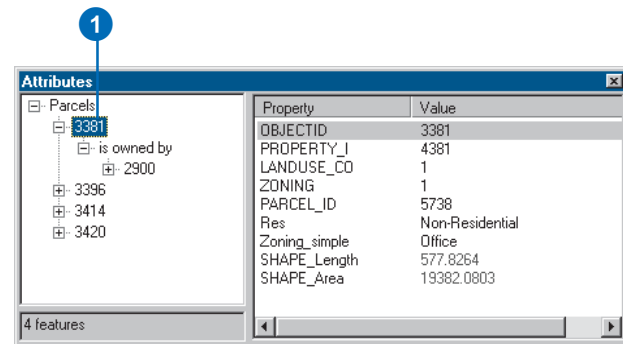 1
Attributes
Parcels
3381
is owned by
2900
3396
3414
3420
4 features
Property Value
OBJECTID 3381
PROPERTY_I 4381
LANDUSE_CO 1
ZONING 1
PARCEL_ID 5738
Res Non-Residential
Zoning_simple Office
SHAPE_Length 577.8264
SHAPE_Area 19382.0803